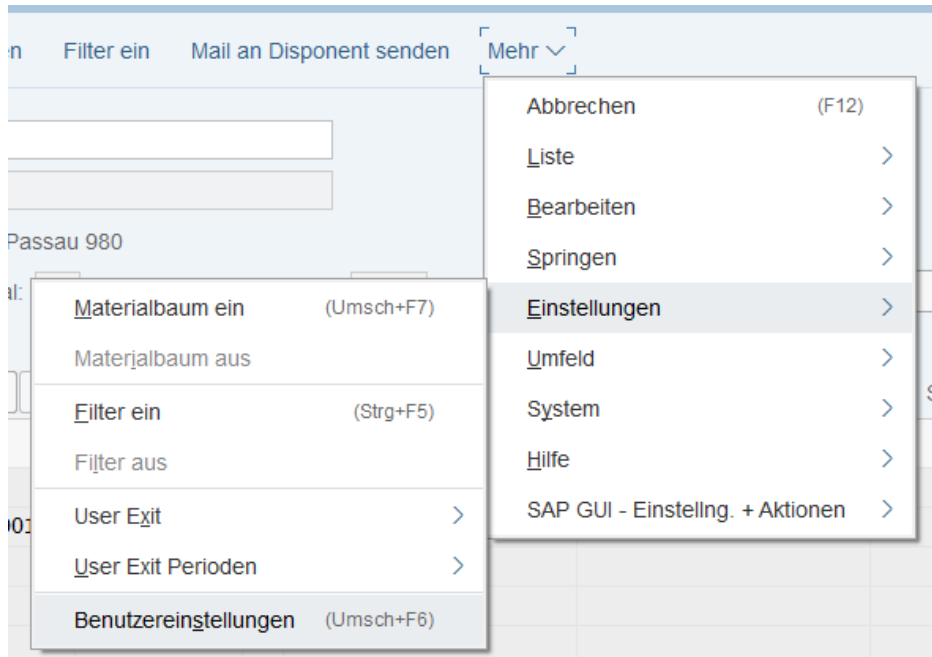 Filter ein Mail an Disponent senden Mehr
Abbrechen (F12)
Liste
Bearbeiten
Passau 980
Springen
Materialbaum ein (Umsch+F7)
Einstellungen
Materialbaum aus
Umfeld
Filter ein (Strg+F5)
System
Filter aus
Hilfe
User Exit
SAP GUI - Einstellng. + Aktionen
User Exit Perioden
Benutzereinstellungen (Umsch+F6)